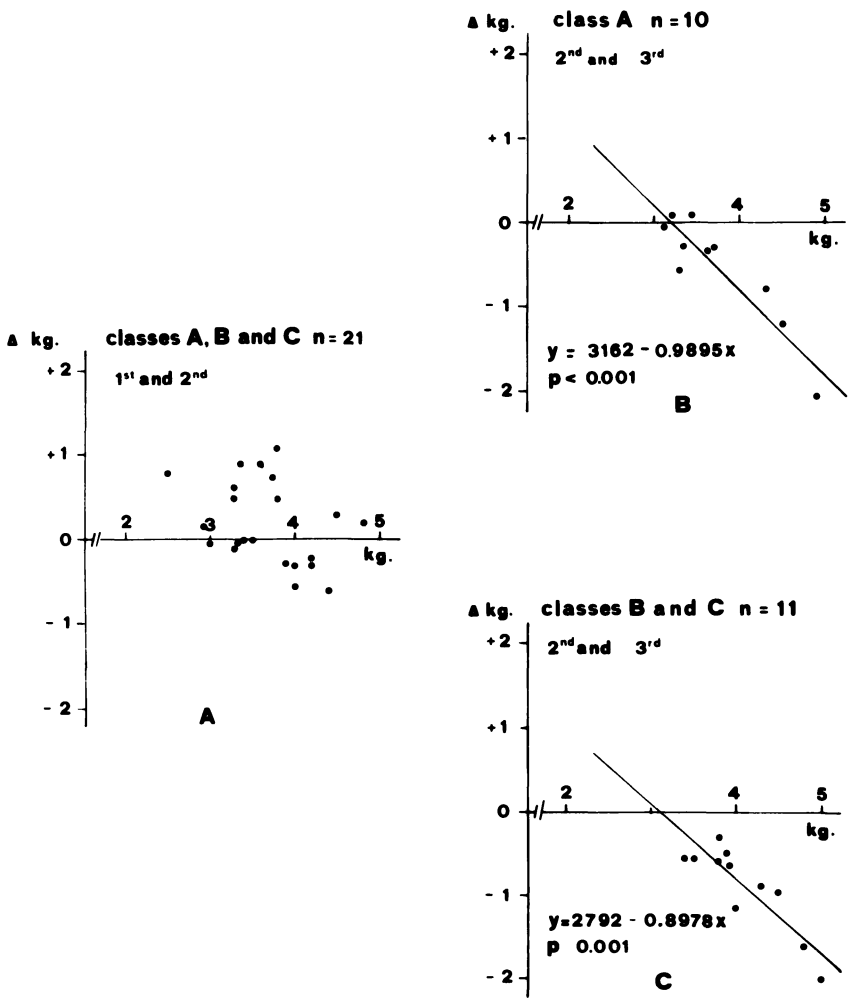 Δ kg. classes A, B and C n = 21
1st and 2nd
+ 2
+ 1
2 3 4 5
0
kg.
- 1
- 2
A
Δ kg. class A n = 10
2nd and 3rd
+ 2
+ 1
2 4 5
0
kg.
- 1
y = 3162 - 0.9895x
p < 0.001
- 2
B
Δ kg. classes B and C n = 11
2nd and 3rd
+ 2
+ 1
2 4 5
0
kg.
- 1
y=2792 - 0.8978x
p 0.001
- 2
C